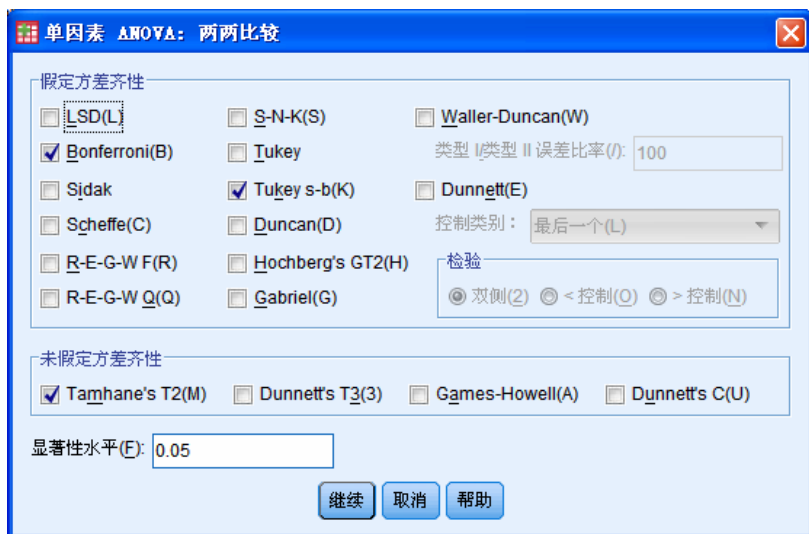 单因素 ANOVA: 两两比较
假定方差齐性
LSD(L) S-N-K(S) Waller-Duncan(W)
Bonferroni(B) Tukey 类型 I/类型 II 误差比率(/): 100
Sidak Tukey s-b(K) Dunnett(E)
Scheffe(C) Duncan(D) 控制类别： 最后一个(L)
R-E-G-W F(R) Hochberg's GT2(H) 检验
R-E-G-W Q(Q) Gabriel(G) 双侧(2) < 控制(O) > 控制(N)
未假定方差齐性
Tamhane's T2(M) Dunnett's T3(3) Games-Howell(A) Dunnett's C(U)
显著性水平(F): 0.05
继续 取消 帮助